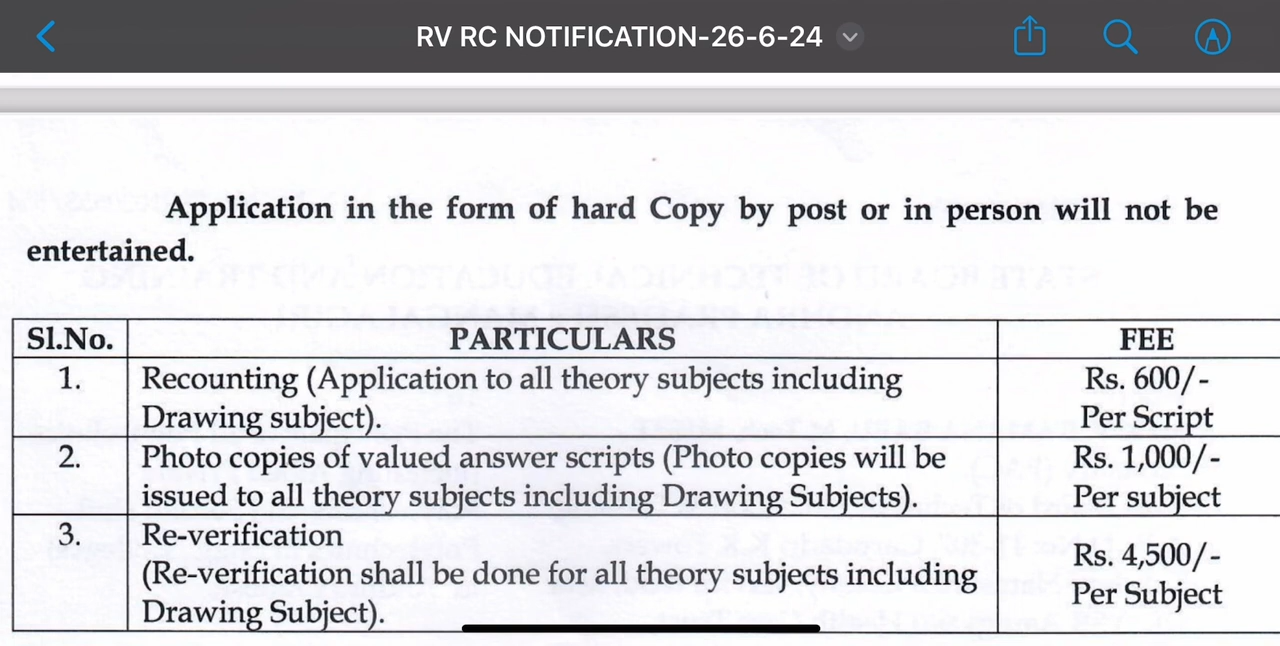 RV RC NOTIFICATION-26-6-24
Application in the form of hard Copy by post or in person will not be
entertained.
Sl.No. PARTICULARS FEE
1. Recounting (Application to all theory subjects including Rs. 600/-
Drawing subject). Per Script
2. Photo copies of valued answer scripts (Photo copies will be Rs. 1,000/-
issued to all theory subjects including Drawing Subjects). Per subject
3. Re-verification
(Re-verification shall be done for all theory subjects including Rs. 4,500/-
Drawing Subject). Per Subject